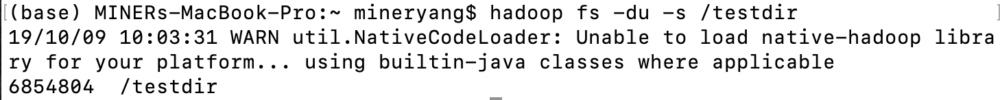 [(base) MINERs-MacBook-Pro:~ mineryang$ hadoop fs -du -s /testdir ]
19/10/09 10:03:31 WARN util.NativeCodeLoader: Unable to load native-hadoop libra
ry for your platform... using builtin-java classes where applicable
6854804  /testdir